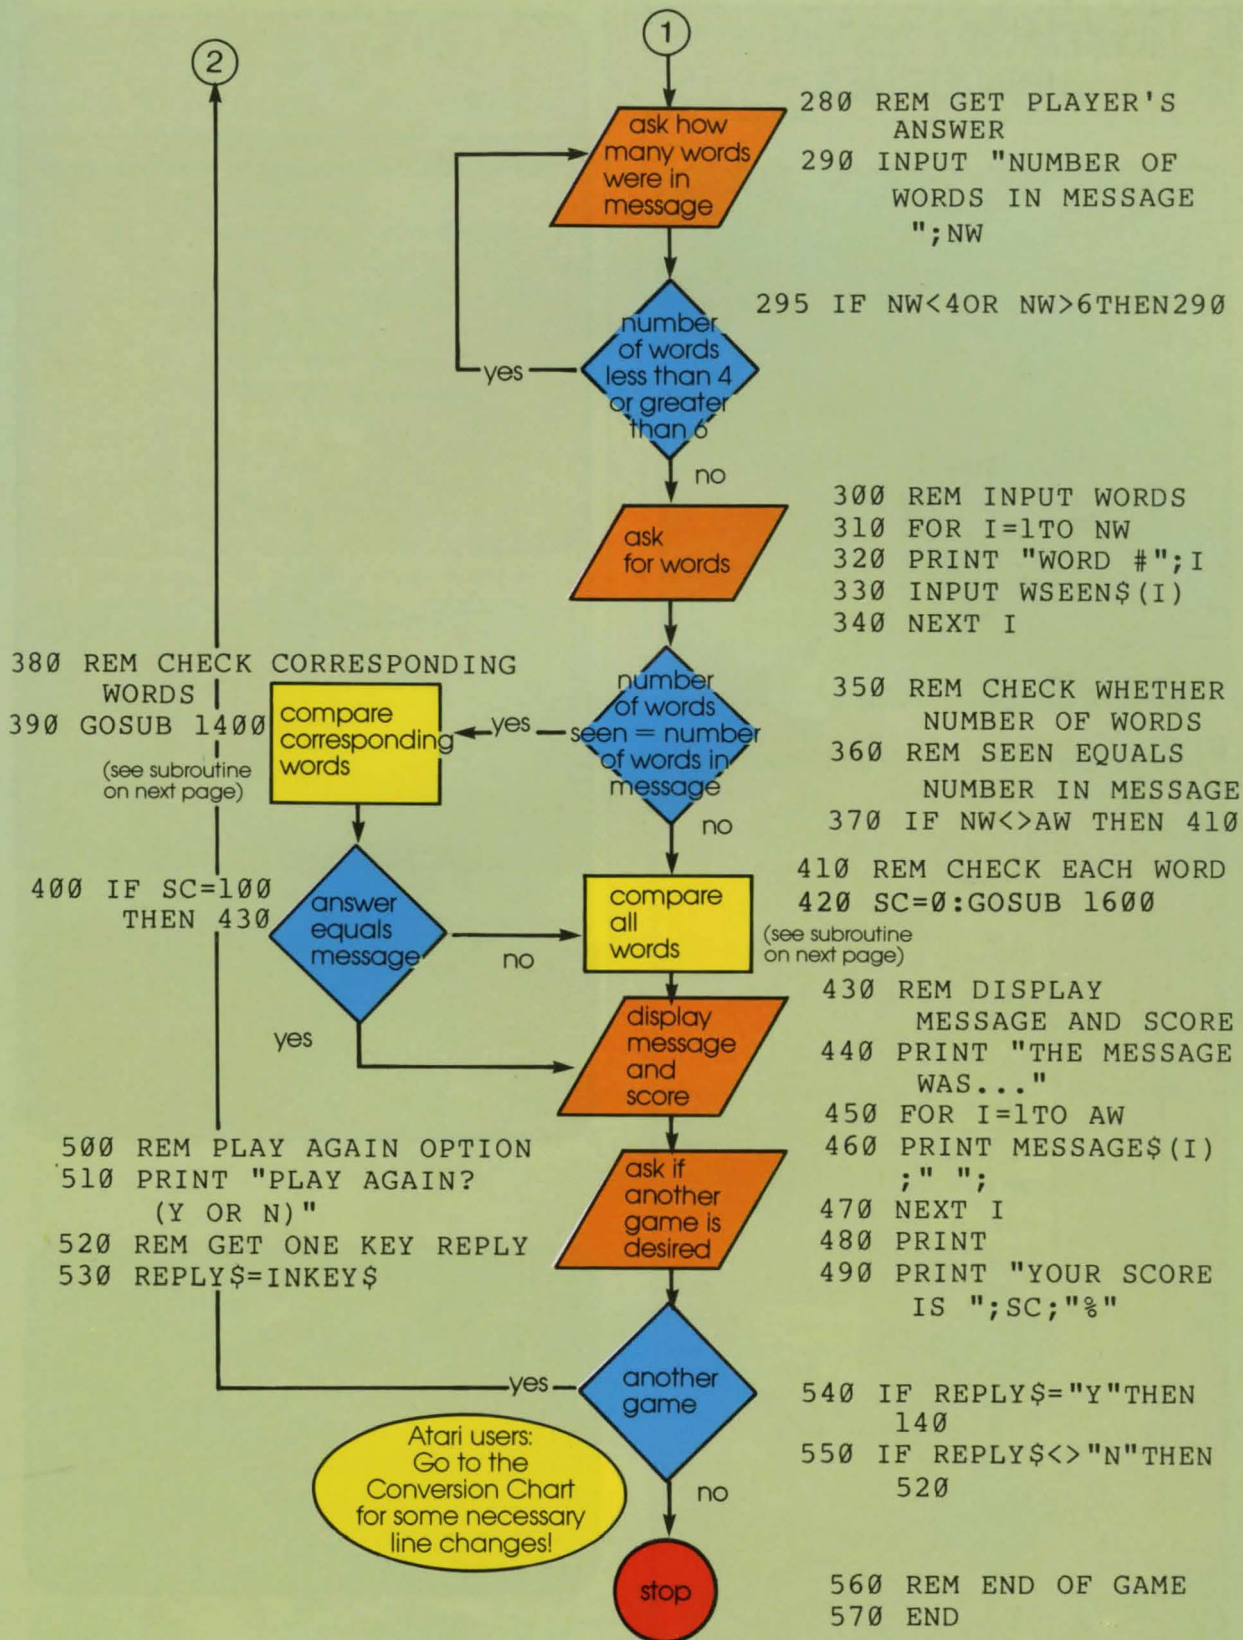 1
2
ask how
many words
were in
message
280 REM GET PLAYER'S
ANSWER
290 INPUT "NUMBER OF
WORDS IN MESSAGE
";NW
number
of words
less than 4
or greater
than 6
yes
no
295 IF NW<4OR NW>6THEN290
ask
for words
300 REM INPUT WORDS
310 FOR I=1TO NW
320 PRINT "WORD #";I
330 INPUT WSEEN$(I)
340 NEXT I
number
of words
seen = number
of words in
message
yes
no
350 REM CHECK WHETHER
NUMBER OF WORDS
360 REM SEEN EQUALS
NUMBER IN MESSAGE
370 IF NW<>AW THEN 410
380 REM CHECK CORRESPONDING
WORDS
390 GOSUB 1400
(see subroutine
on next page)
compare
corresponding
words
400 IF SC=100
THEN 430
answer
equals
message
no
yes
compare
all
words
410 REM CHECK EACH WORD
420 SC=0:GOSUB 1600
(see subroutine
on next page)
display
message
and
score
430 REM DISPLAY
MESSAGE AND SCORE
440 PRINT "THE MESSAGE
WAS..."
450 FOR I=1TO AW
460 PRINT MESSAGE$(I)
;" ";
470 NEXT I
480 PRINT
490 PRINT "YOUR SCORE
IS ";SC;"%"
500 REM PLAY AGAIN OPTION
510 PRINT "PLAY AGAIN?
(Y OR N)"
520 REM GET ONE KEY REPLY
530 REPLY$=INKEY$
ask if
another
game is
desired
another
game
yes
no
540 IF REPLY$="Y"THEN
140
550 IF REPLY$<>"N"THEN
520
Atari users:
Go to the
Conversion Chart
for some necessary
line changes!
stop
560 REM END OF GAME
570 END